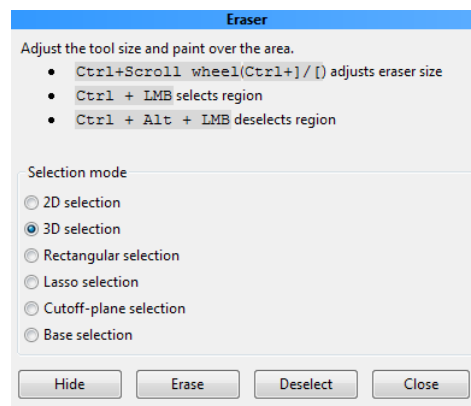 Eraser
Adjust the tool size and paint over the area.
• Ctrl+Scroll wheel(Ctrl+]/[) adjusts eraser size
• Ctrl + LMB selects region
• Ctrl + Alt + LMB deselects region
Selection mode
2D selection
3D selection
Rectangular selection
Lasso selection
Cutoff-plane selection
Base selection
Hide Erase Deselect Close